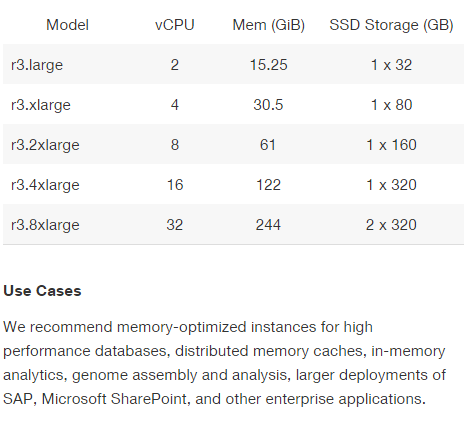 Model vCPU Mem (GiB) SSD Storage (GB)
r3.large 2 15.25 1 x 32
r3.xlarge 4 30.5 1 x 80
r3.2xlarge 8 61 1 x 160
r3.4xlarge 16 122 1 x 320
r3.8xlarge 32 244 2 x 320
Use Cases
We recommend memory-optimized instances for high
performance databases, distributed memory caches, in-memory
analytics, genome assembly and analysis, larger deployments of
SAP, Microsoft SharePoint, and other enterprise applications.